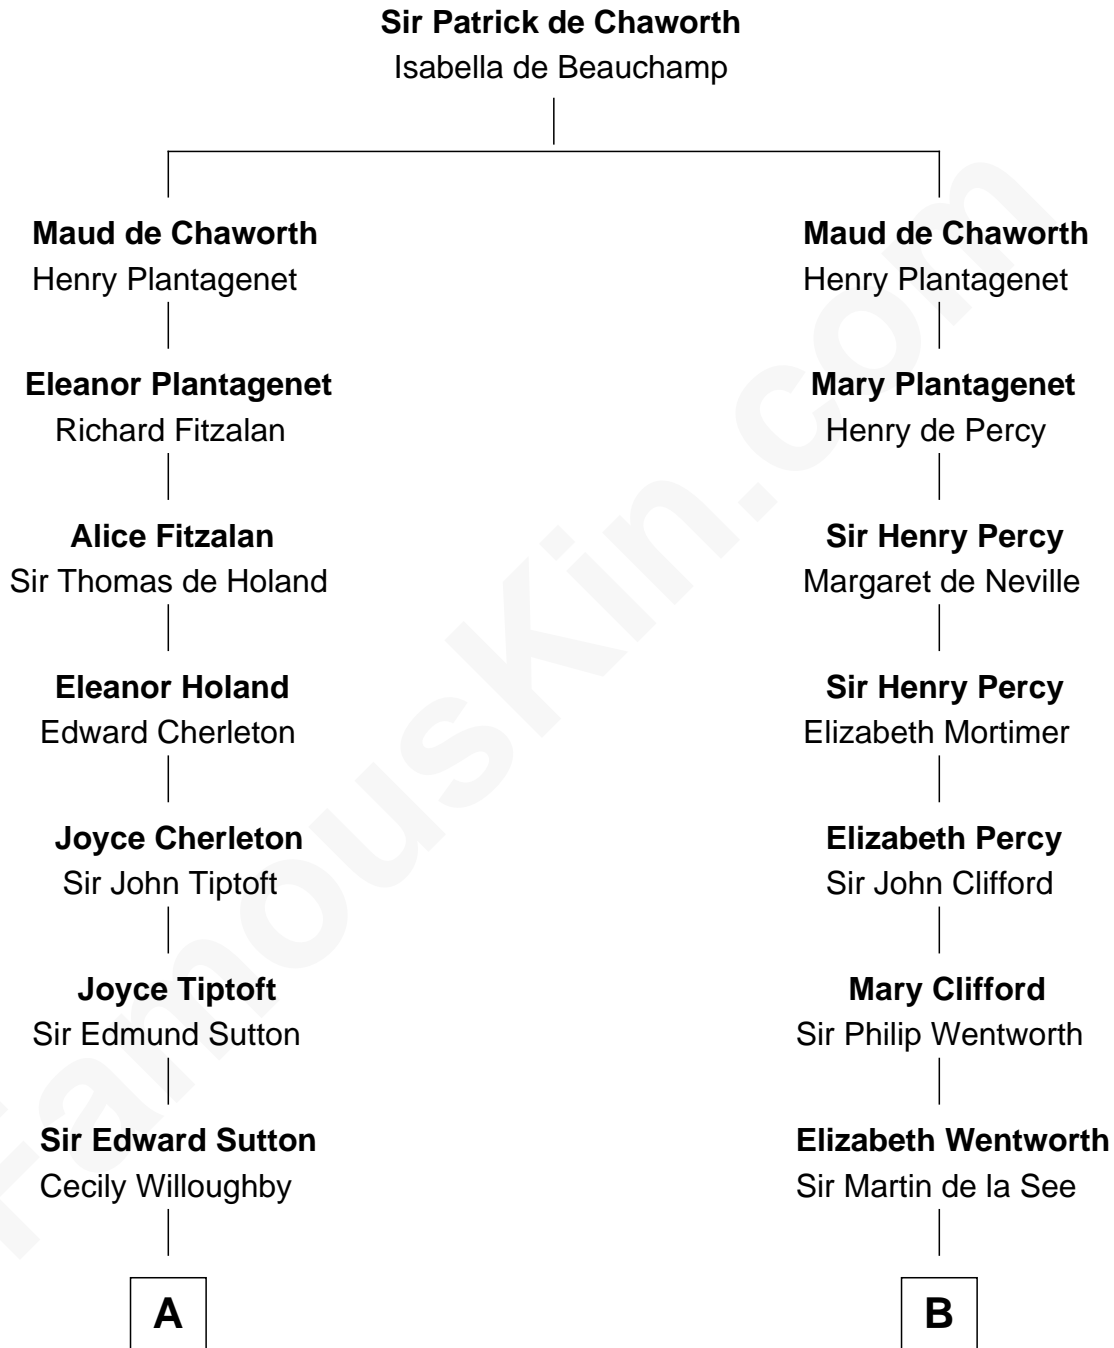 Sir Patrick de Chaworth
Isabella de Beauchamp
Maud de Chaworth
Henry Plantagenet
Eleanor Plantagenet
Richard Fitzalan
Alice Fitzalan
Sir Thomas de Holand
Eleanor Holand
Edward Cherleton
Joyce Cherleton
Sir John Tiptoft
Joyce Tiptoft
Sir Edmund Sutton
Sir Edward Sutton
Cecily Willoughby
A
Maud de Chaworth
Henry Plantagenet
Mary Plantagenet
Henry de Percy
Sir Henry Percy
Margaret de Neville
Sir Henry Percy
Elizabeth Mortimer
Elizabeth Percy
Sir John Clifford
Mary Clifford
Sir Philip Wentworth
Elizabeth Wentworth
Sir Martin de la See
B
FamousKin.com